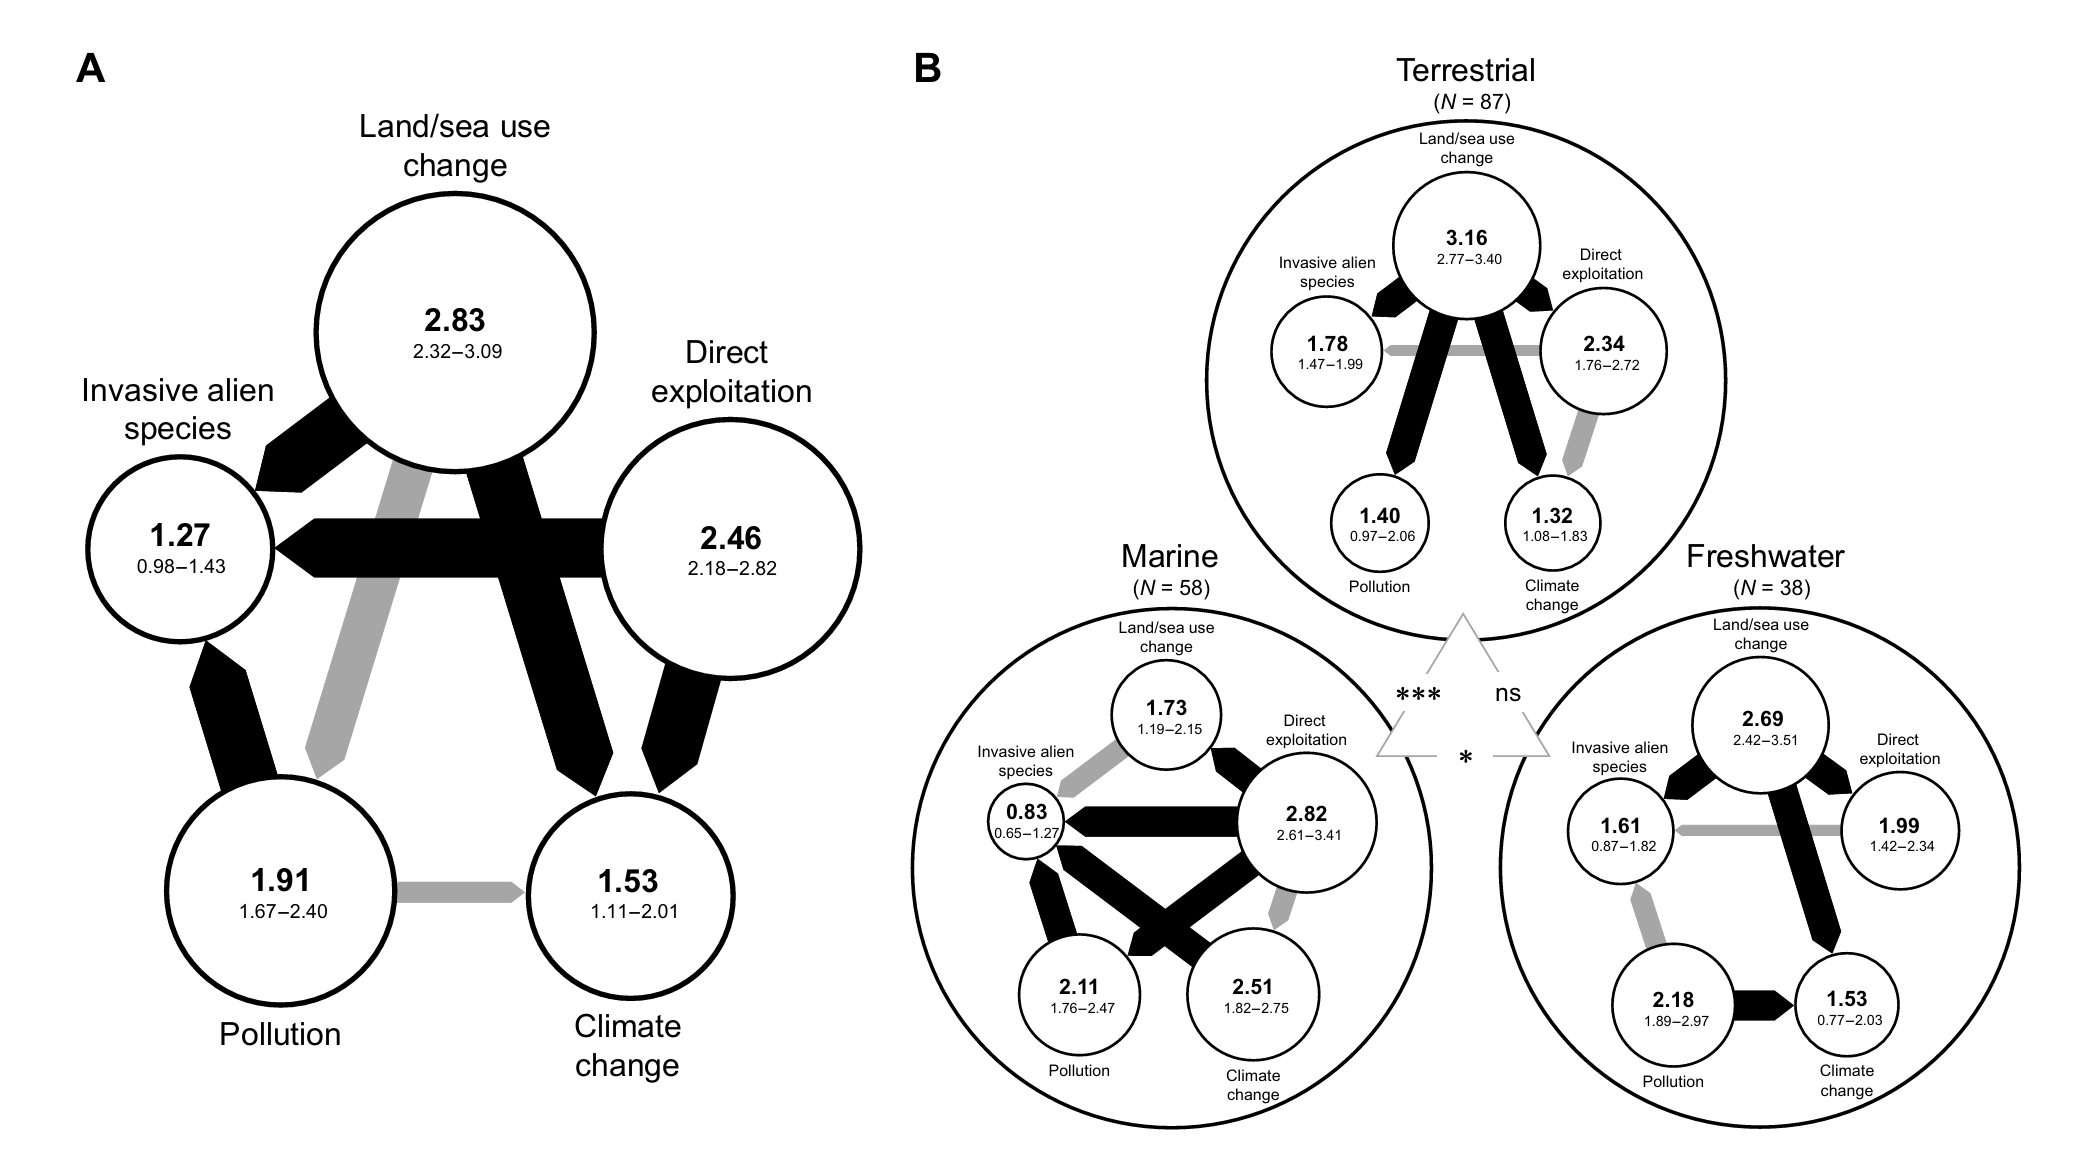 A
Land/sea use
change
2.83
2.32–3.09
Direct
exploitation
2.46
2.18–2.82
Invasive alien
species
1.27
0.98–1.43
1.91
1.67–2.40
Pollution
1.53
1.11–2.01
Climate
change
B
Terrestrial
(N = 87)
Land/sea use
change
3.16
2.77–3.40
Invasive alien
species
1.78
1.47–1.99
Direct
exploitation
2.34
1.76–2.72
1.40
0.97–2.06
Pollution
1.32
1.08–1.83
Climate
change
Marine
(N = 58)
Land/sea use
change
1.73
1.19–2.15
Direct
exploitation
2.82
2.61–3.41
Invasive alien
species
0.83
0.65–1.27
2.11
1.76–2.47
Pollution
2.51
1.82–2.75
Climate
change
***
ns
*
Freshwater
(N = 38)
Land/sea use
change
2.69
2.42–3.51
Invasive alien
species
1.61
0.87–1.82
Direct
exploitation
1.99
1.42–2.34
2.18
1.89–2.97
Pollution
1.53
0.77–2.03
Climate
change